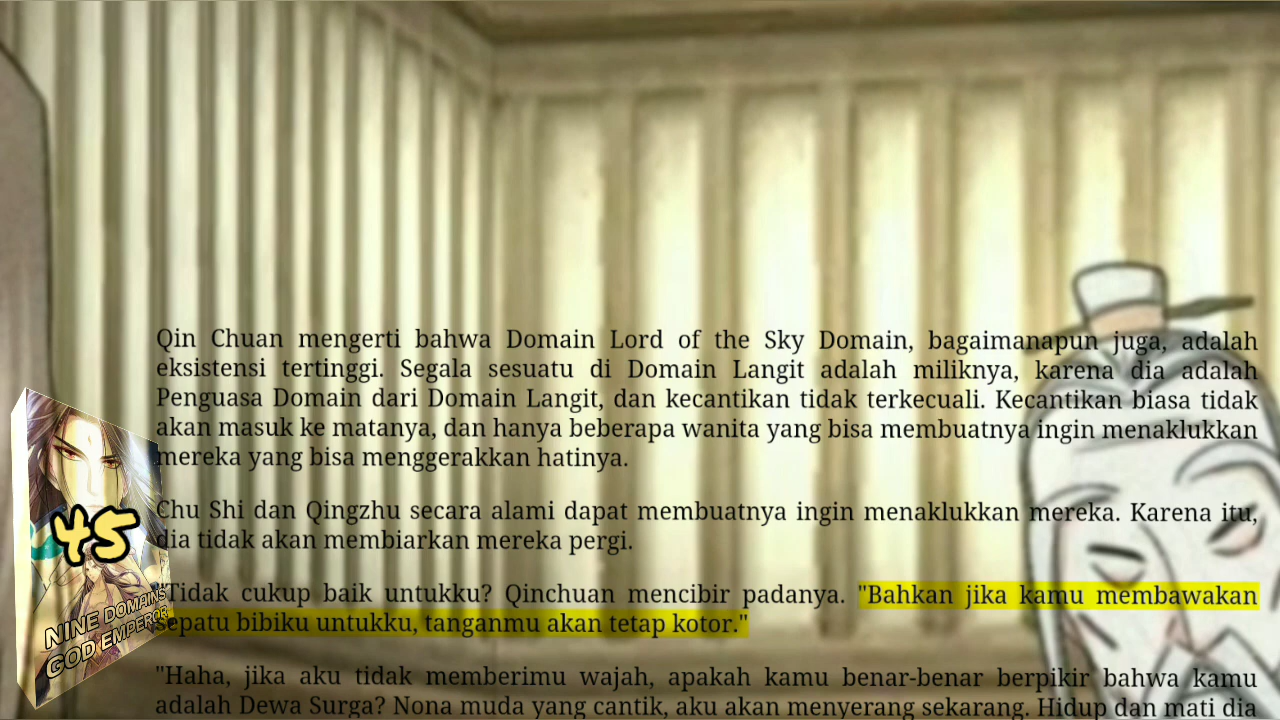 Qin Chuan mengerti bahwa Domain Lord of the Sky Domain, bagaimanapun juga, adalah
eksistensi tertinggi. Segala sesuatu di Domain Langit adalah miliknya, karena dia adalah
Penguasa Domain dari Domain Langit, dan kecantikan tidak terkecuali. Kecantikan biasa tidak
akan masuk ke matanya, dan hanya beberapa wanita yang bisa membuatnya ingin menaklukkan
mereka yang bisa menggerakkan hatinya.
Chu Shi dan Qingzhu secara alami dapat membuatnya ingin menaklukkan mereka. Karena itu,
dia tidak akan membiarkan mereka pergi.
"Tidak cukup baik untukku? Qinchuan mencibir padanya. "Bahkan jika kamu membawakan
sepatu bibiku untukku, tanganmu akan tetap kotor."
"Haha, jika aku tidak memberimu wajah, apakah kamu benar-benar berpikir bahwa kamu
adalah Dewa Surga? Nona muda yang cantik, aku akan menyerang sekarang. Hidup dan mati dia
45
NINE DOMAINS
GOD EMPEROR